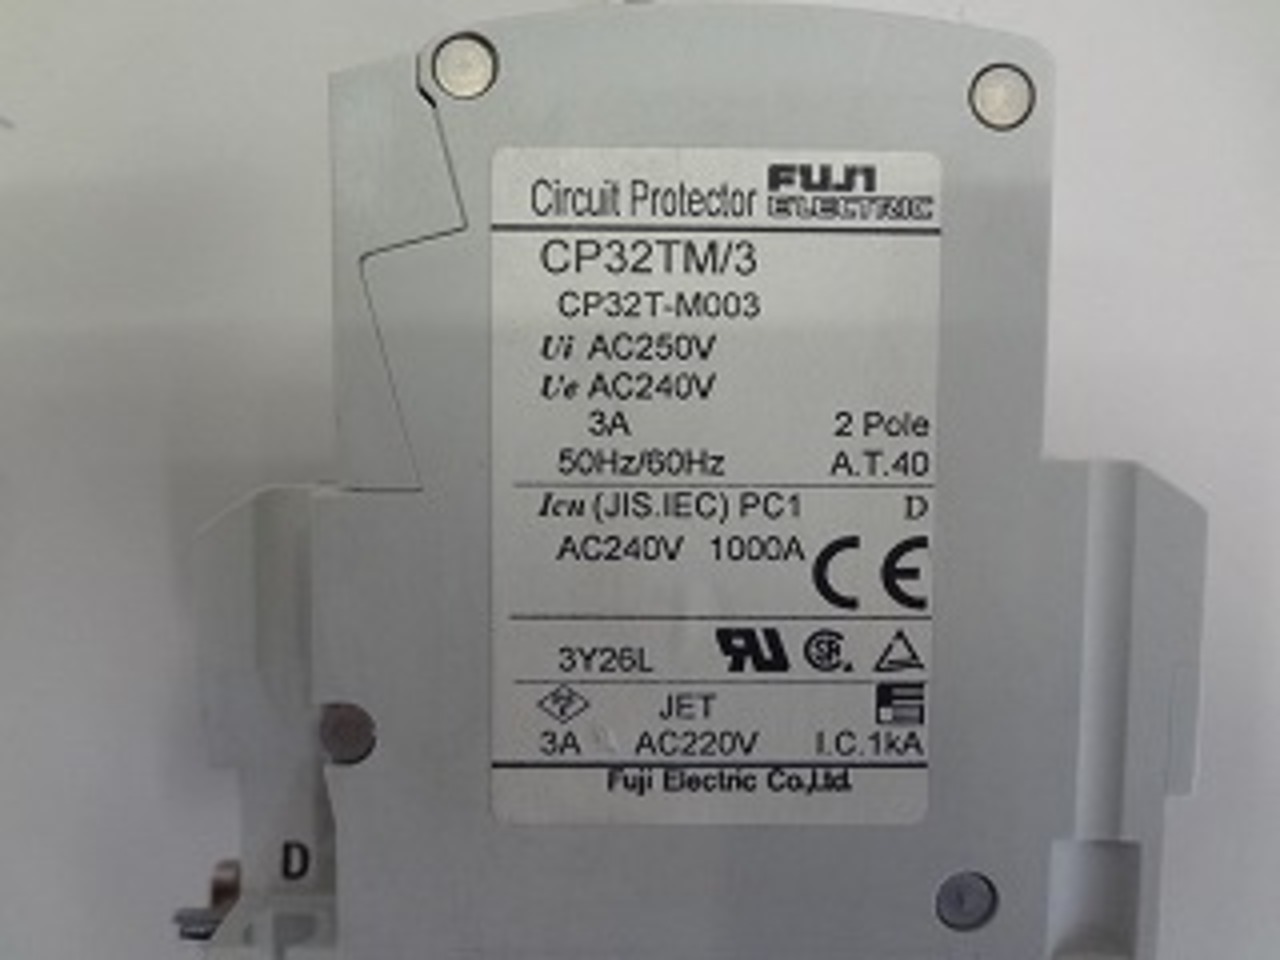 Circuit Protector FUJI ELECTRIC
CP32TM/3
CP32T-M003
Ui AC250V
Ue AC240V
3A 2 Pole
50Hz/60Hz A.T.40
Icn (JIS.IEC) PC1 D
AC240V 1000A CE
3Y26L
JET
3A AC220V I.C.1kA
Fuji Electric Co.,Ltd.
D